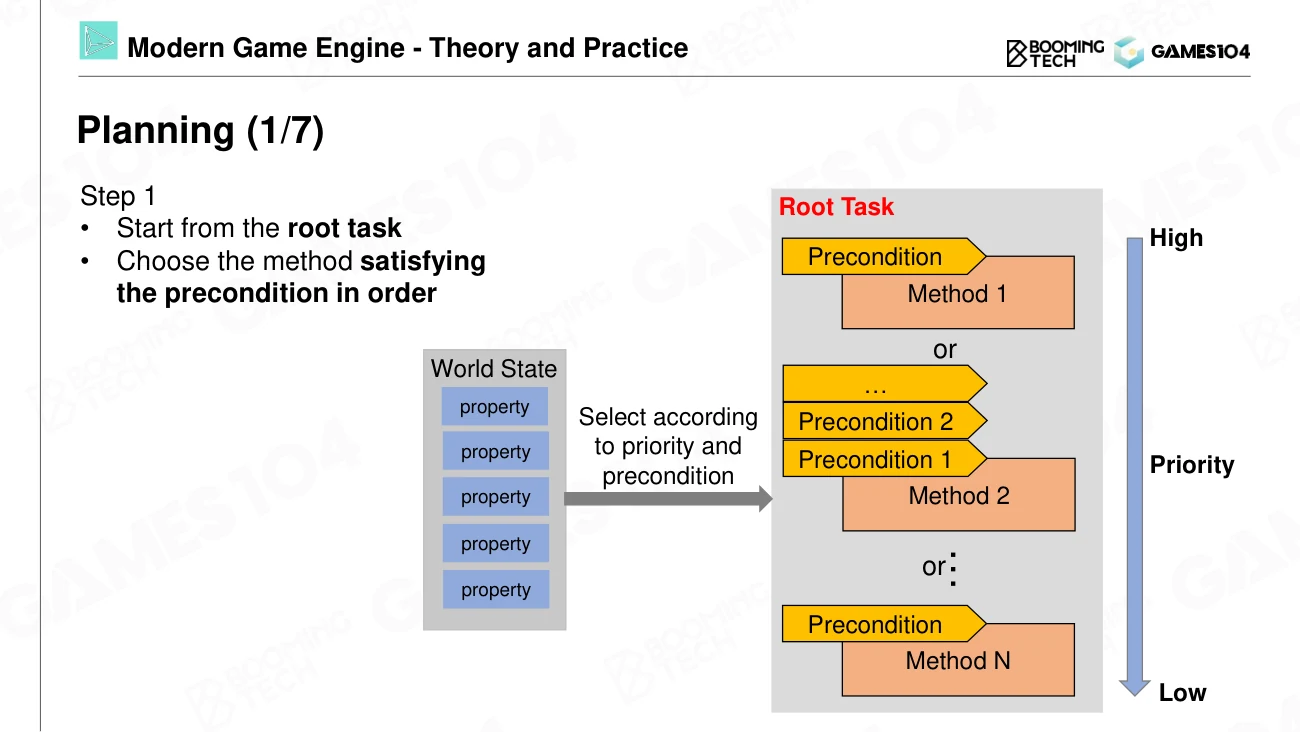 Modern Game Engine - Theory and Practice
BOOMING
TECH
GAMES104
Planning (1/7)
Step 1
• Start from the root task
• Choose the method satisfying
the precondition in order
World State
property
property
property
property
property
Select according
to priority and
precondition
Root Task
Precondition
Method 1
or
...
Precondition 2
Precondition 1
Method 2
or
Precondition
Method N
High
Priority
Low